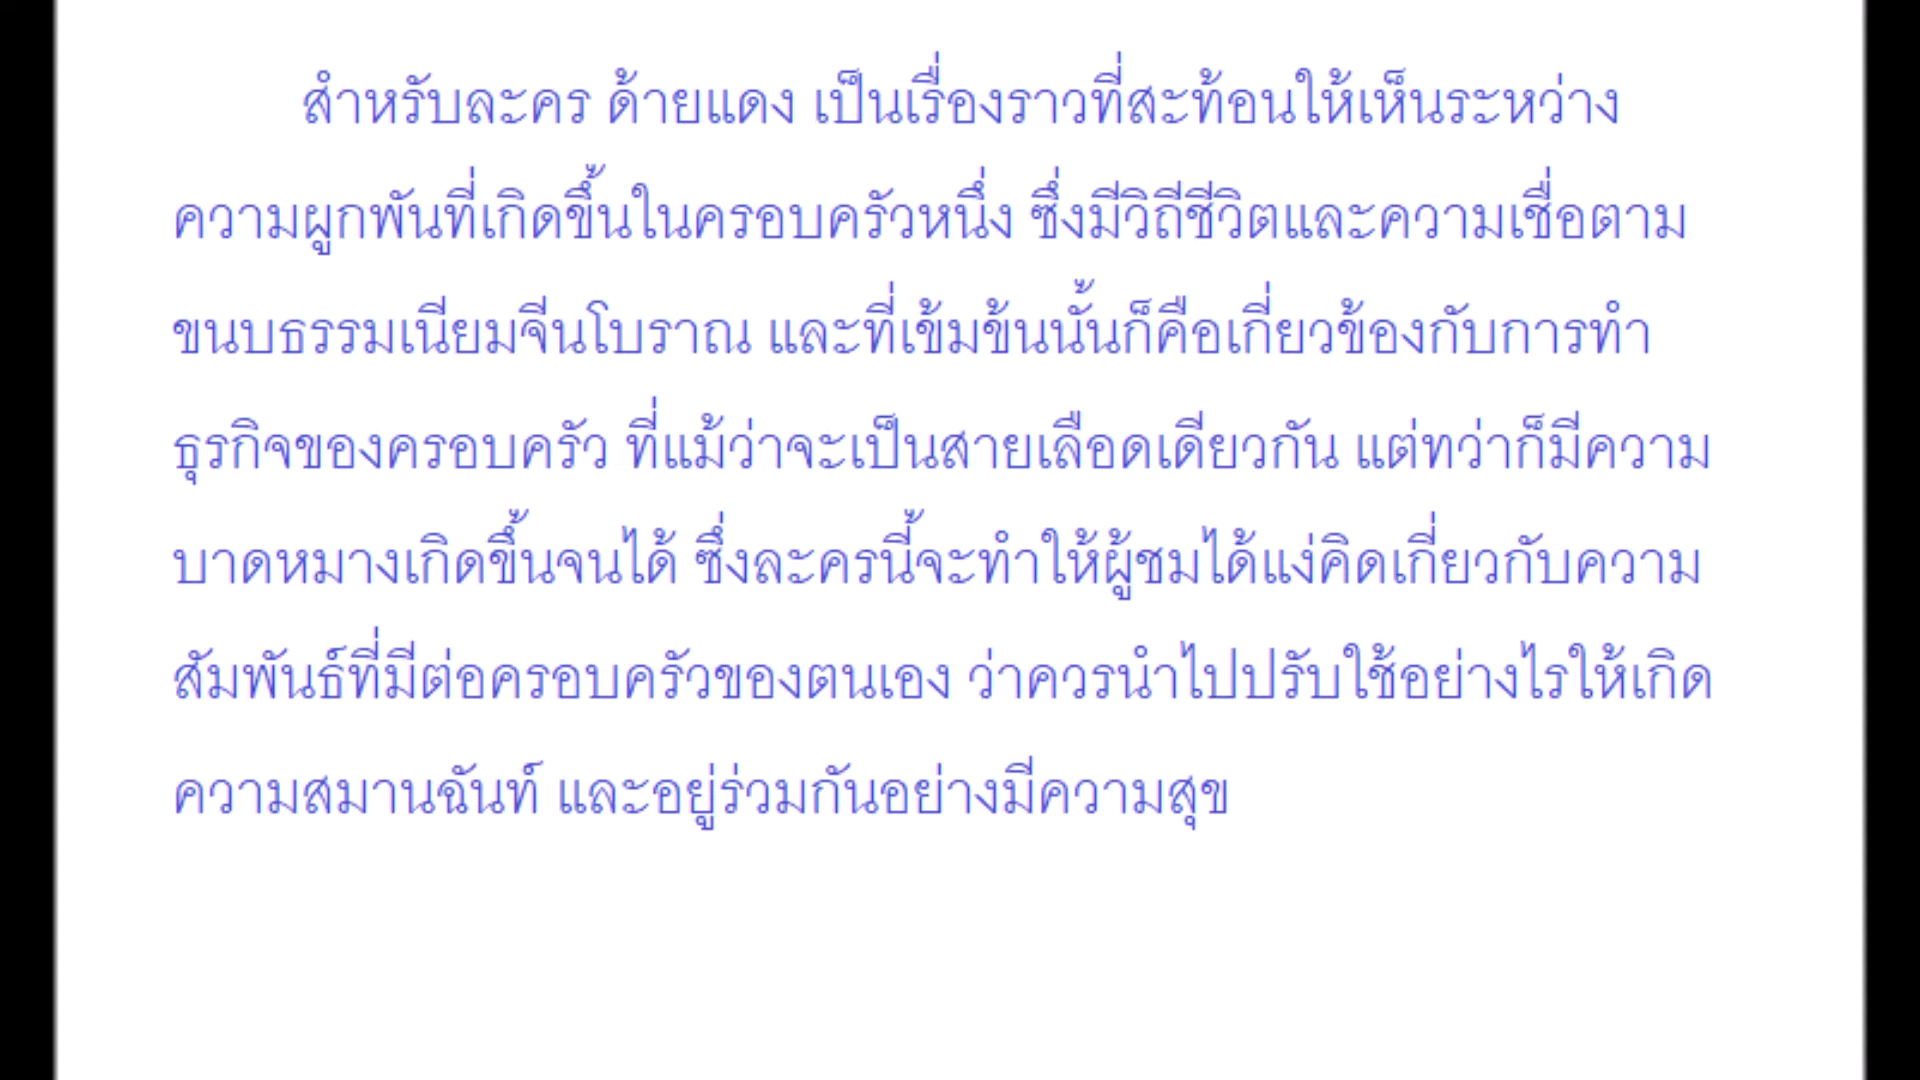 สำหรับละคร ด้ายแดง เป็นเรื่องราวที่สะท้อนให้เห็นระหว่าง
ความผูกพันที่เกิดขึ้นในครอบครัวหนึ่ง ซึ่งมีวิถีชีวิตและความเชื่อตาม
ขนบธรรมเนียมจีนโบราณ และที่เข้มข้นนั้นก็คือเกี่ยวข้องกับการทำ
ธุรกิจของครอบครัว ที่แม้ว่าจะเป็นสายเลือดเดียวกัน แต่ทว่าก็มีความ
บาดหมางเกิดขึ้นจนได้ ซึ่งละครนี้จะทำให้ผู้ชมได้แง่คิดเกี่ยวกับความ
สัมพันธ์ที่มีต่อครอบครัวของตนเอง ว่าควรนำไปปรับใช้อย่างไรให้เกิด
ความสมานฉันท์ และอยู่ร่วมกันอย่างมีความสุข